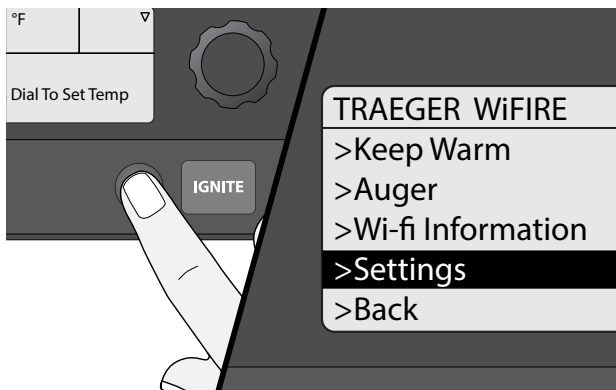 °F
Dial To Set Temp
IGNITE
TRAEGER WiFIRE
>Keep Warm
>Auger
>Wi-fi Information
>Settings
>Back